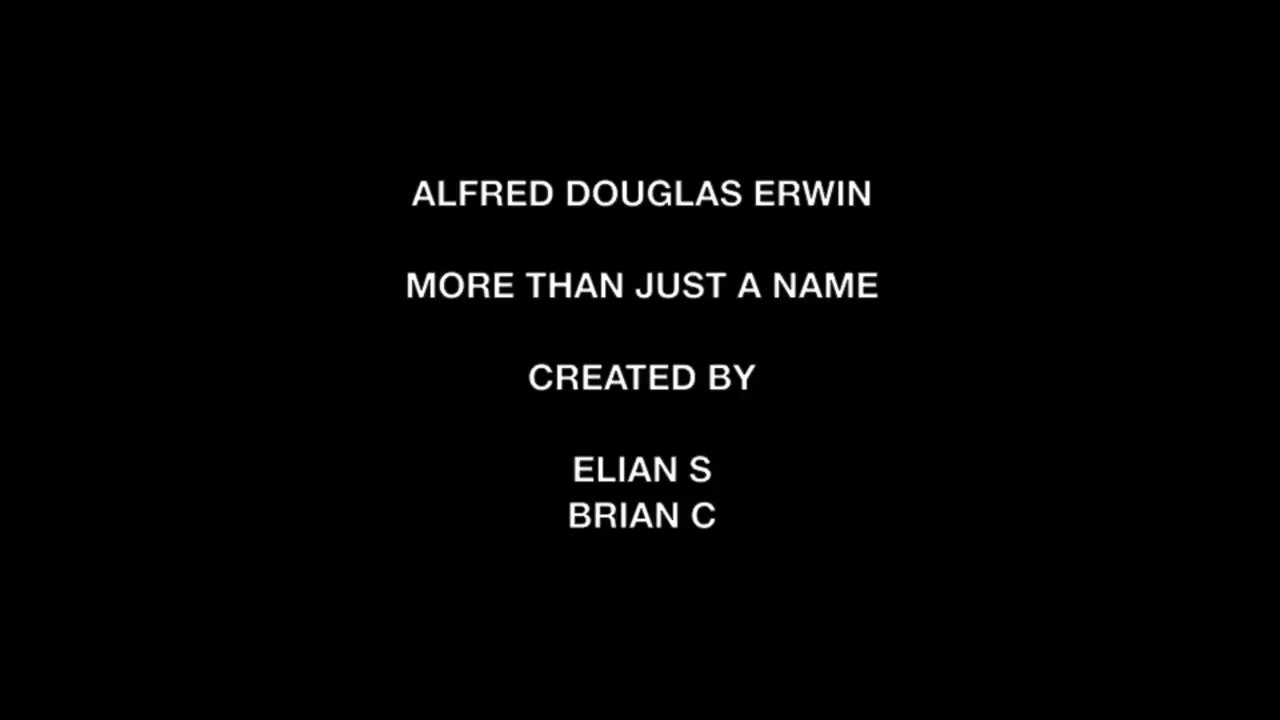 ALFRED DOUGLAS ERWIN
MORE THAN JUST A NAME
CREATED BY
ELIAN S
BRIAN C